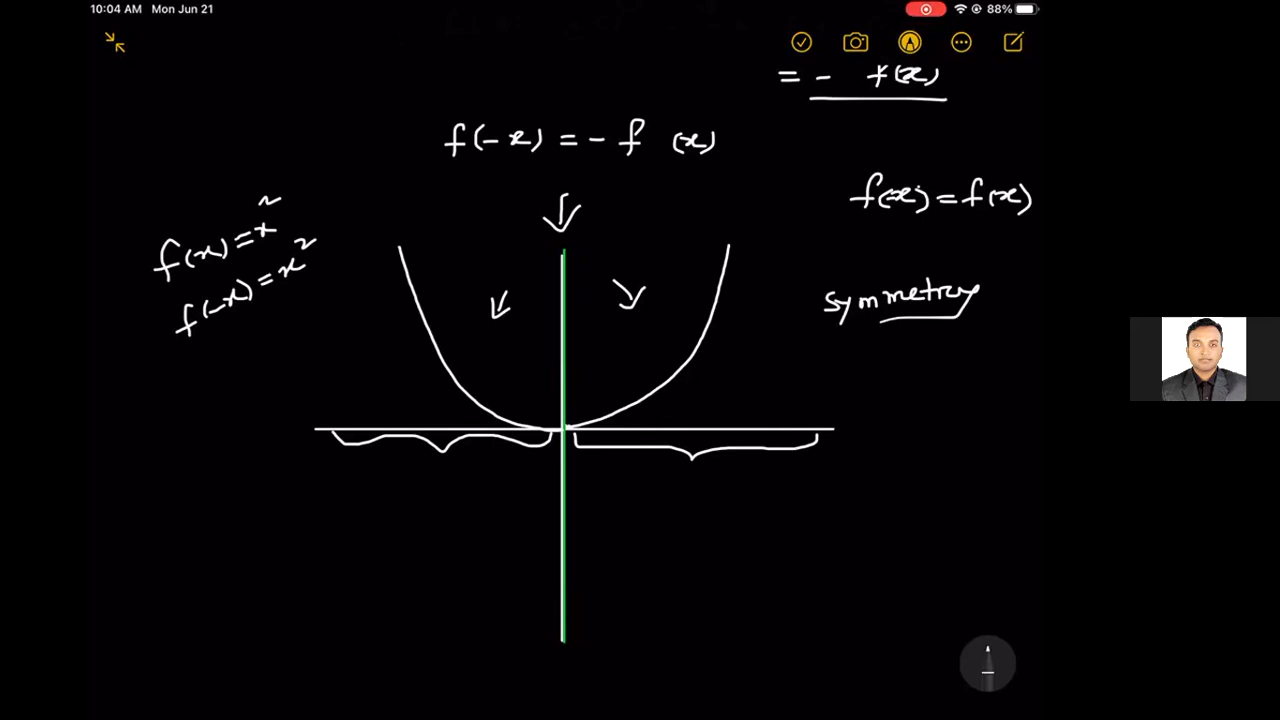 10:04 AM Mon Jun 21
88%
= - f(x)
f(-x) = - f (x)
f(x) = f(x)
f(x) = x²
f(-x) = x²
symmetry